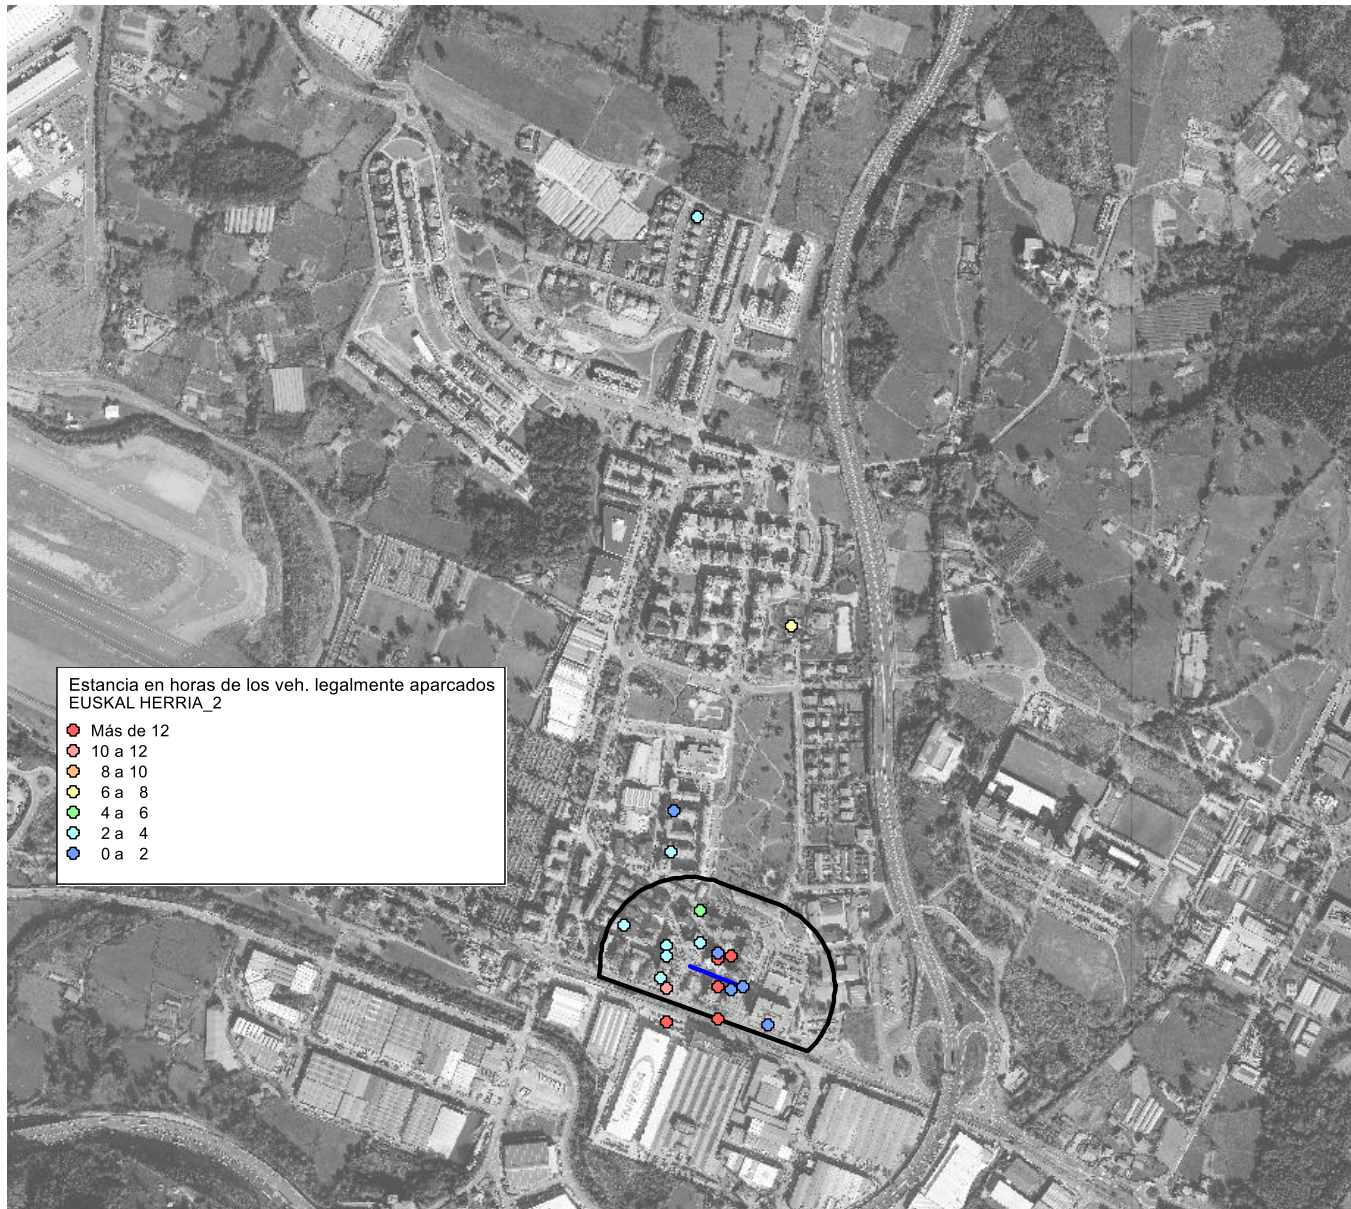 Estancia en horas de los veh. legalmente aparcados
EUSKAL HERRIA_2
Más de 12
10 a 12
8 a 10
6 a 8
4 a 6
2 a 4
0 a 2